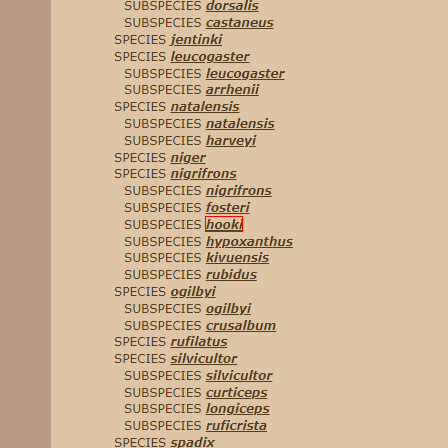 SUBSPECIES dorsalis
SUBSPECIES castaneus
SPECIES jentinki
SPECIES leucogaster
SUBSPECIES leucogaster
SUBSPECIES arrhenii
SPECIES natalensis
SUBSPECIES natalensis
SUBSPECIES harveyi
SPECIES niger
SPECIES nigrifrons
SUBSPECIES nigrifrons
SUBSPECIES fosteri
SUBSPECIES hooki
SUBSPECIES hypoxanthus
SUBSPECIES kivuensis
SUBSPECIES rubidus
SPECIES ogilbyi
SUBSPECIES ogilbyi
SUBSPECIES crusalbum
SPECIES rufilatus
SPECIES silvicultor
SUBSPECIES silvicultor
SUBSPECIES curticeps
SUBSPECIES longiceps
SUBSPECIES ruficrista
SPECIES spadix